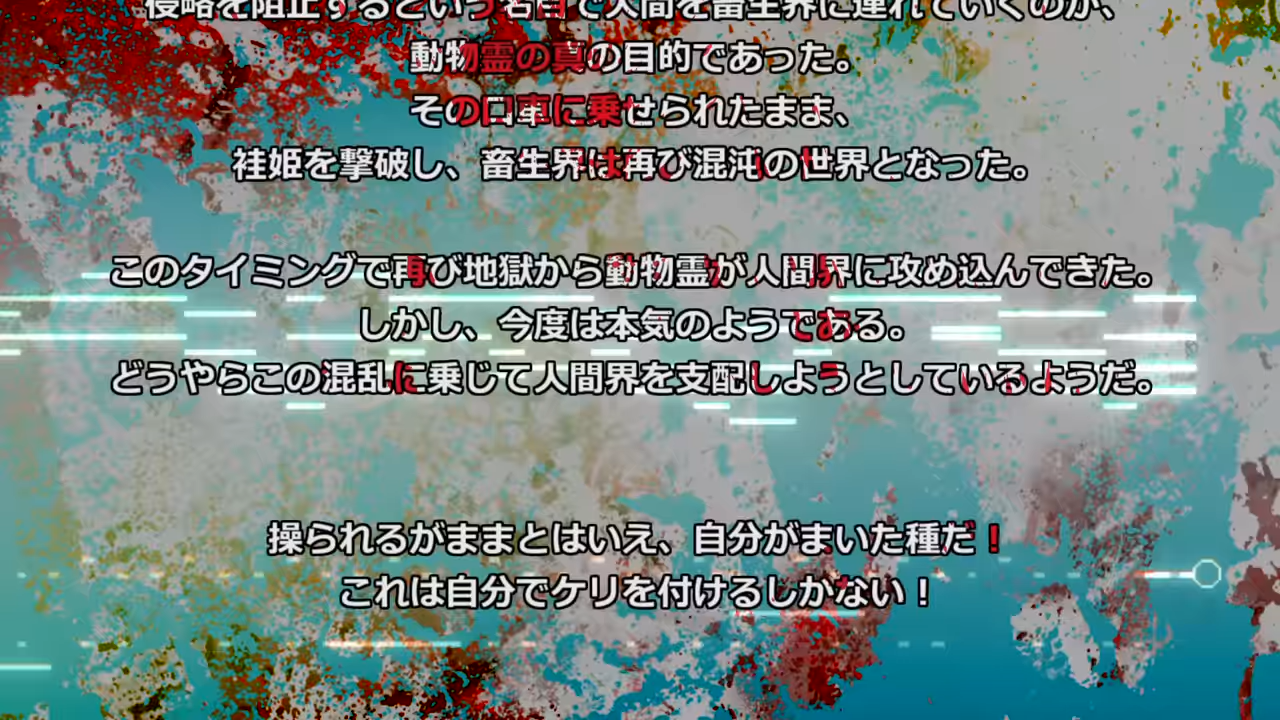 侵略を阻止するという名目で人間を畜生界に連れていくのが、
動物霊の真の目的であった。
その口車に乗せられたまま、
袿姫を撃破し、畜生界は再び混沌の世界となった。
このタイミングで再び地獄から動物霊が人間界に攻め込んできた。
しかし、今度は本気のようである。
どうやらこの混乱に乗じて人間界を支配しようとしているようだ。
操られるがままとはいえ、自分がまいた種だ！
これは自分でケリを付けるしかない！